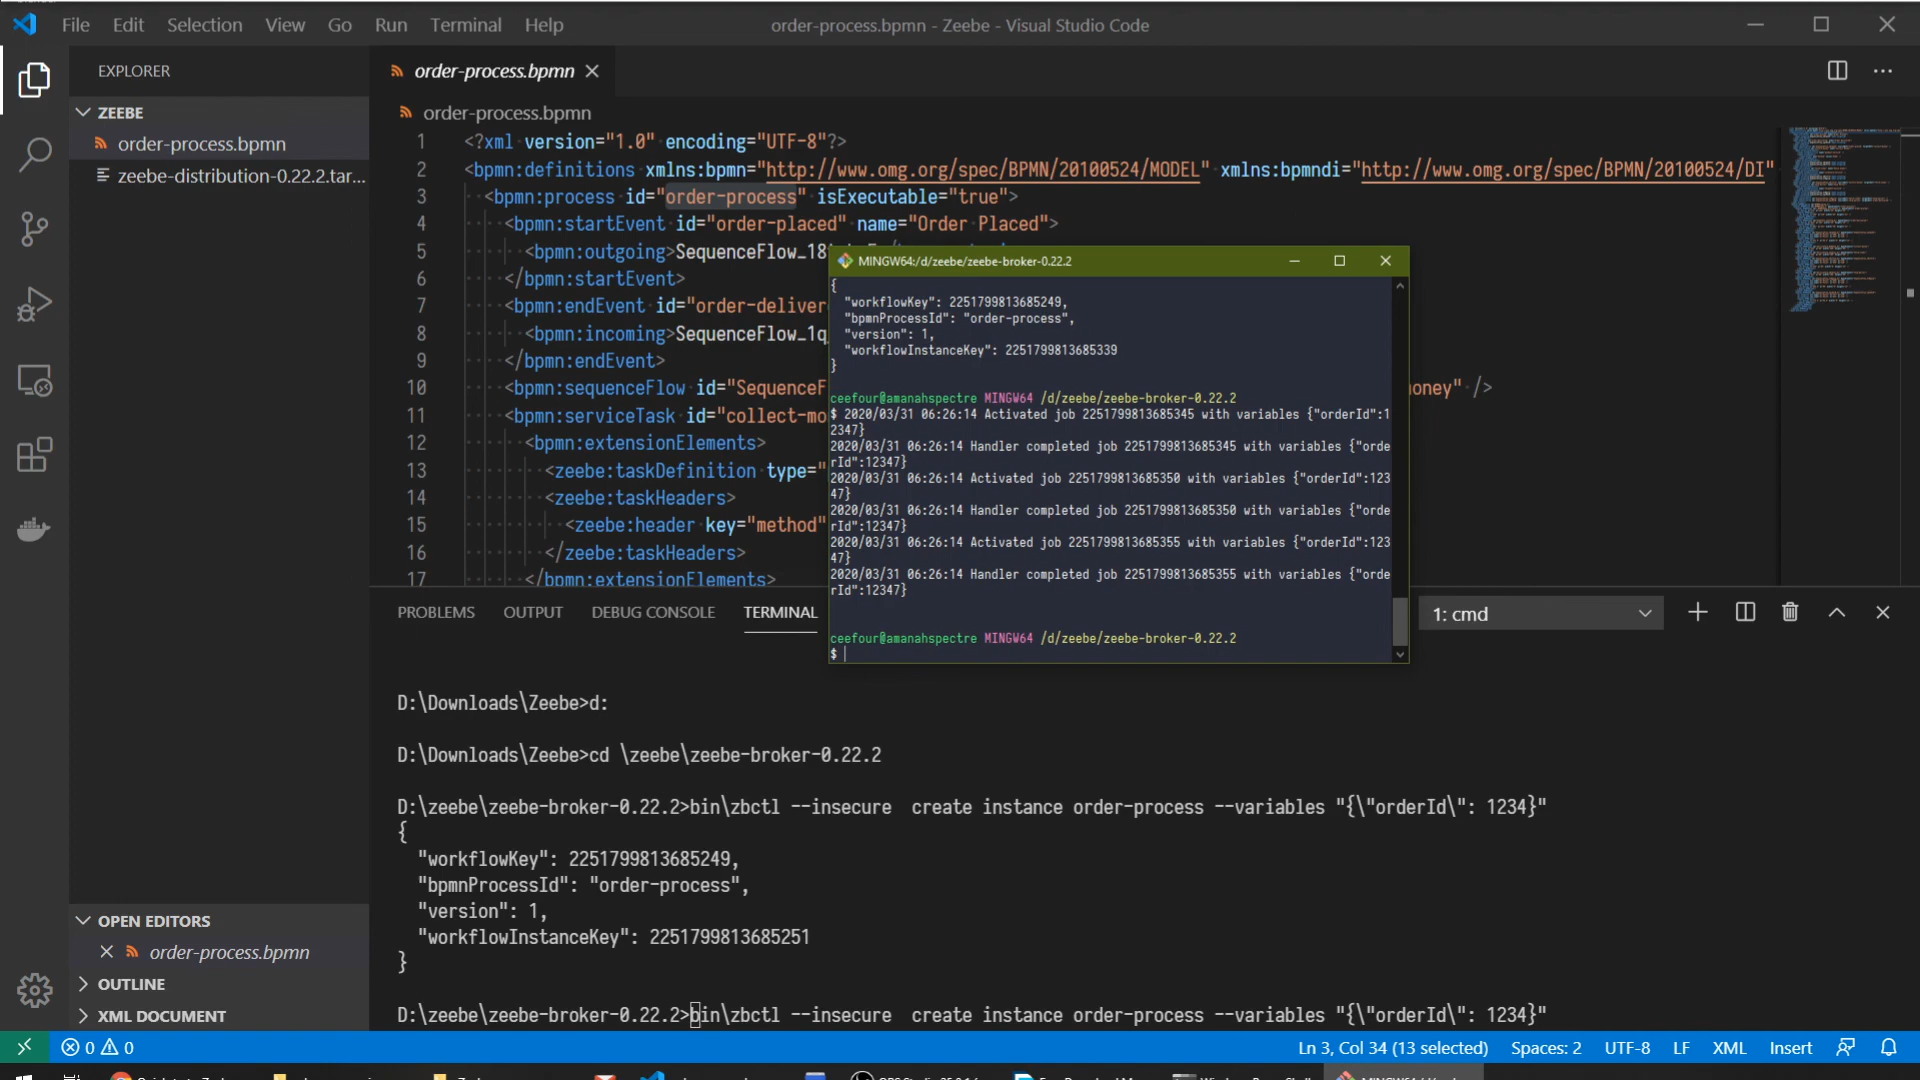 File Edit Selection View Go Run Terminal Help
order-process.bpmn - Zeebe - Visual Studio Code
EXPLORER
ZEEBE
order-process.bpmn
zeebe-distribution-0.22.2.tar...
OPEN EDITORS
order-process.bpmn
OUTLINE
XML DOCUMENT
order-process.bpmn
order-process.bpmn
1 <?xml version="1.0" encoding="UTF-8"?>
2 <bpmn:definitions xmlns:bpmn="http://www.omg.org/spec/BPMN/20100524/MODEL" xmlns:bpmndi="http://www.omg.org/spec/BPMN/20100524/DI"
3 <bpmn:process id="order-process" isExecutable="true">
4 <bpmn:startEvent id="order-placed" name="Order Placed">
5 <bpmn:outgoing>SequenceFlow_18
6 </bpmn:startEvent>
7 <bpmn:endEvent id="order-deliver
8 <bpmn:incoming>SequenceFlow_1q
9 </bpmn:endEvent>
10 <bpmn:sequenceFlow id="SequenceF oney" />
11 <bpmn:serviceTask id="collect-mo
12 <bpmn:extensionElements>
13 <zeebe:taskDefinition type="
14 <zeebe:taskHeaders>
15 <zeebe:header key="method"
16 </zeebe:taskHeaders>
17 </bpmn:extensionElements>
MINGW64:/d/zeebe/zeebe-broker-0.22.2
{
"workflowKey": 2251799813685249,
"bpmnProcessId": "order-process",
"version": 1,
"workflowInstanceKey": 2251799813685339
}
ceefour@amanahspectre MINGW64 /d/zeebe/zeebe-broker-0.22.2
$ 2020/03/31 06:26:14 Activated job 2251799813685345 with variables {"orderId":1
2347}
2020/03/31 06:26:14 Handler completed job 2251799813685345 with variables {"orde
rId":12347}
2020/03/31 06:26:14 Activated job 2251799813685350 with variables {"orderId":123
47}
2020/03/31 06:26:14 Handler completed job 2251799813685350 with variables {"orde
rId":12347}
2020/03/31 06:26:14 Activated job 2251799813685355 with variables {"orderId":123
47}
2020/03/31 06:26:14 Handler completed job 2251799813685355 with variables {"orde
rId":12347}
ceefour@amanahspectre MINGW64 /d/zeebe/zeebe-broker-0.22.2
$
PROBLEMS OUTPUT DEBUG CONSOLE TERMINAL 1: cmd
D:\Downloads\Zeebe>d:
D:\Downloads\Zeebe>cd \zeebe\zeebe-broker-0.22.2
D:\zeebe\zeebe-broker-0.22.2>bin\zbctl --insecure  create instance order-process --variables "{\"orderId\": 1234}"
{
"workflowKey": 2251799813685249,
"bpmnProcessId": "order-process",
"version": 1,
"workflowInstanceKey": 2251799813685251
}
D:\zeebe\zeebe-broker-0.22.2>bin\zbctl --insecure  create instance order-process --variables "{\"orderId\": 1234}"
0 0 Ln 3, Col 34 (13 selected) Spaces: 2 UTF-8 LF XML Insert